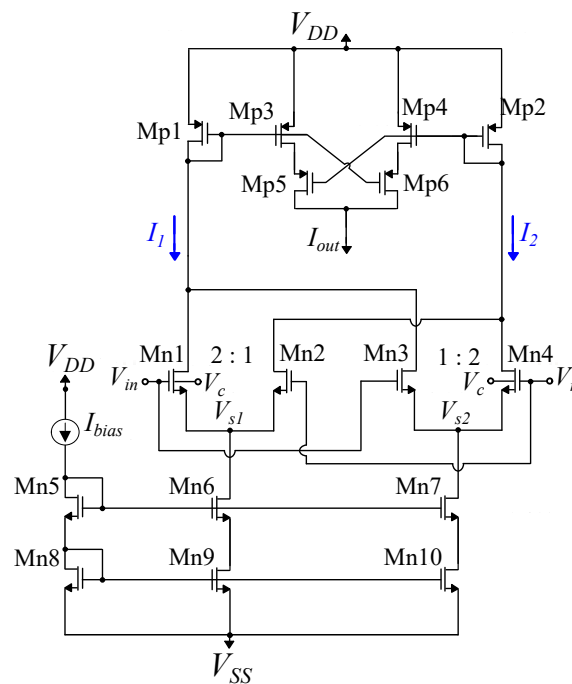 V_DD
Mp1 Mp3 Mp4 Mp2
Mp5 Mp6
I_1 I_out I_2
Mn1 2 : 1 Mn2 Mn3 1 : 2 Mn4
V_in V_c V_c
V_DD V_s1 V_s2
I_bias
Mn5 Mn6 Mn7
Mn8 Mn9 Mn10
V_SS